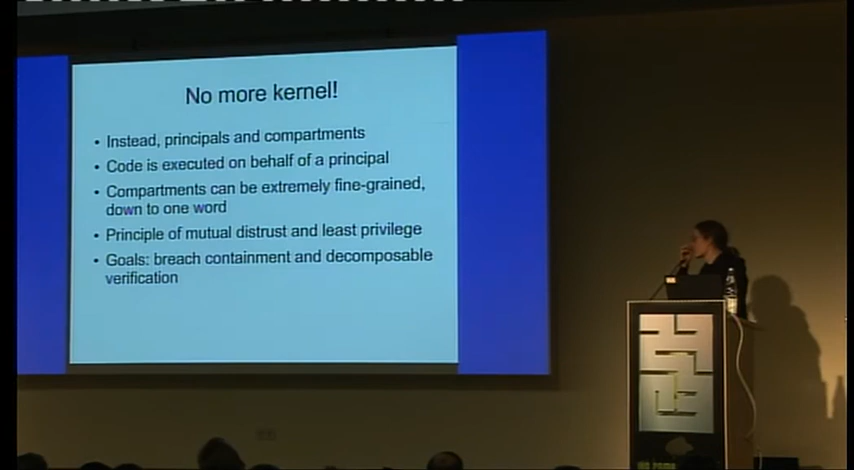 No more kernel!
• Instead, principals and compartments
• Code is executed on behalf of a principal
• Compartments can be extremely fine-grained,
down to one word
• Principle of mutual distrust and least privilege
• Goals: breach containment and decomposable
verification